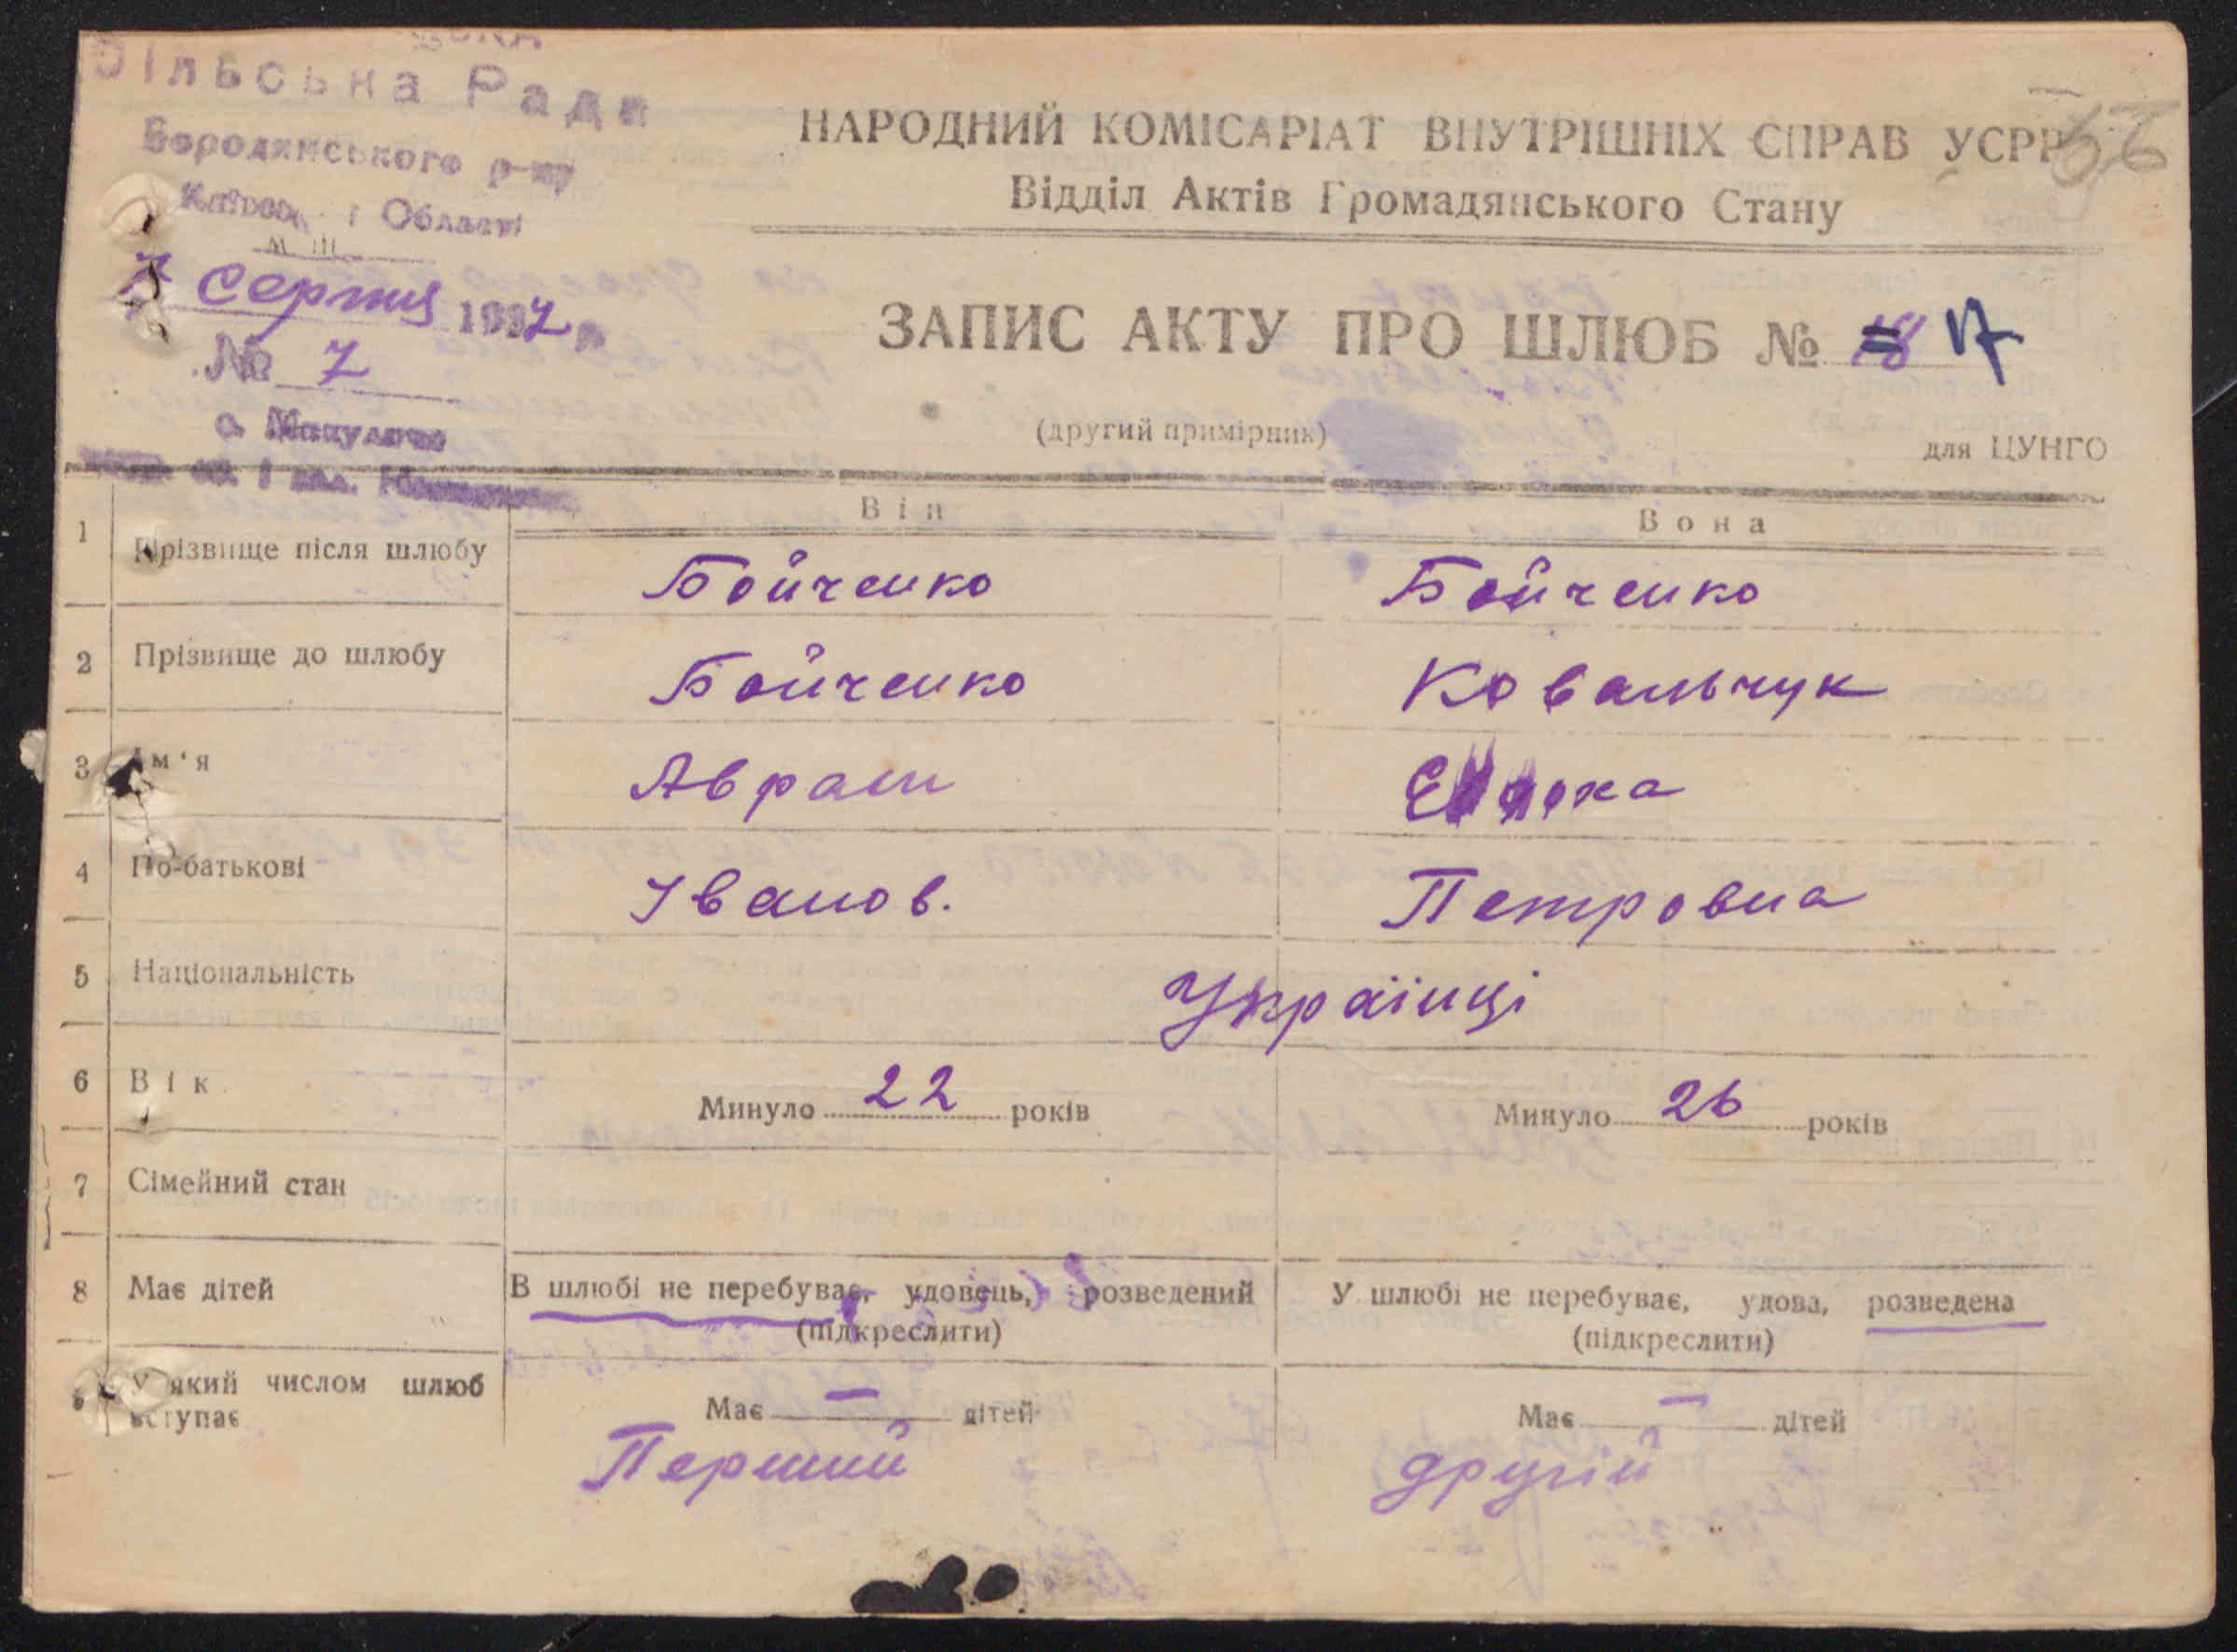 Сільська Рада
Бородянського р-ну
Київської Області
7 Серпня 1937 р
№ 7
с. Макулаче
НАРОДНИЙ КОМІСАРІАТ ВНУТРІШНІХ СПРАВ УСРР
Відділ Актів Громадянського Стану
ЗАПИС АКТУ ПРО ШЛЮБ № 17
(другий примірник)
для ЦУНГО
Він Вона
1 Прізвище після шлюбу Бойченко Бойченко
2 Прізвище до шлюбу Бойченко Ковальчук
3 Ім'я Аврам
4 По-батькові Іванов. Петровна
5 Національність Українці
6 Вік Минуло 22 років Минуло 26 років
7 Сімейний стан
8 Має дітей В шлюбі не перебуває, удовець, розведений У шлюбі не перебуває, удова, розведена
(підкреслити) (підкреслити)
9 У який числом шлюб
вступає
Має — дітей Має — дітей
Перший другій